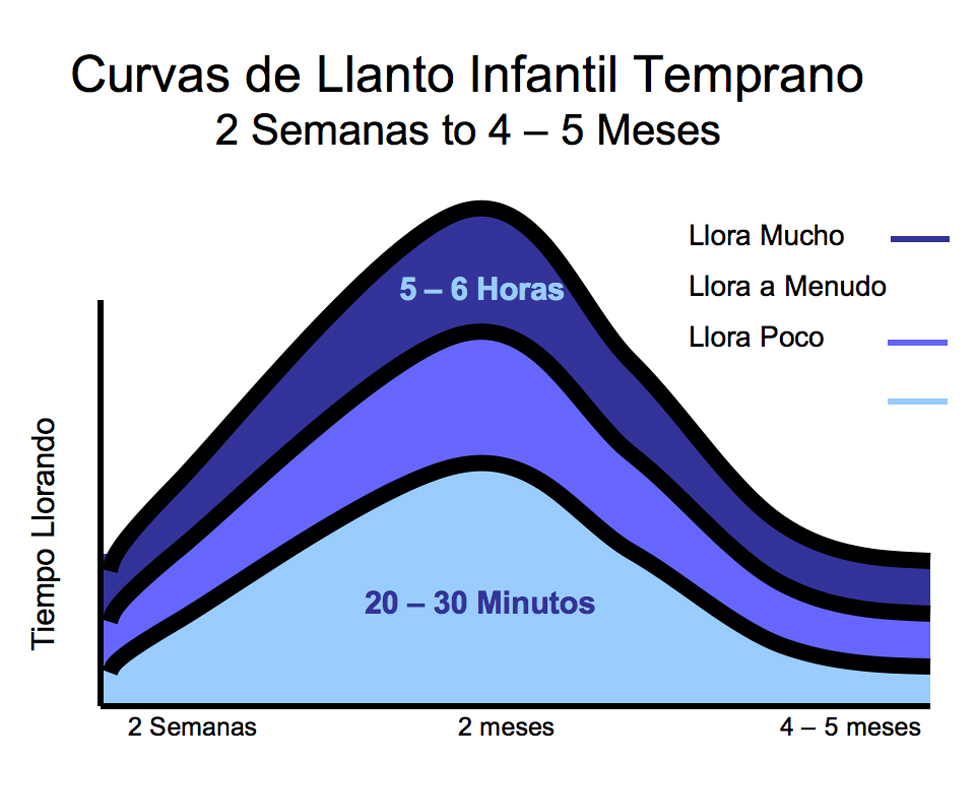 Curvas de Llanto Infantil Temprano
2 Semanas to 4 – 5 Meses
Llora Mucho
Llora a Menudo
Llora Poco
5 – 6 Horas
20 – 30 Minutos
Tiempo Llorando
2 Semanas
2 meses
4 – 5 meses